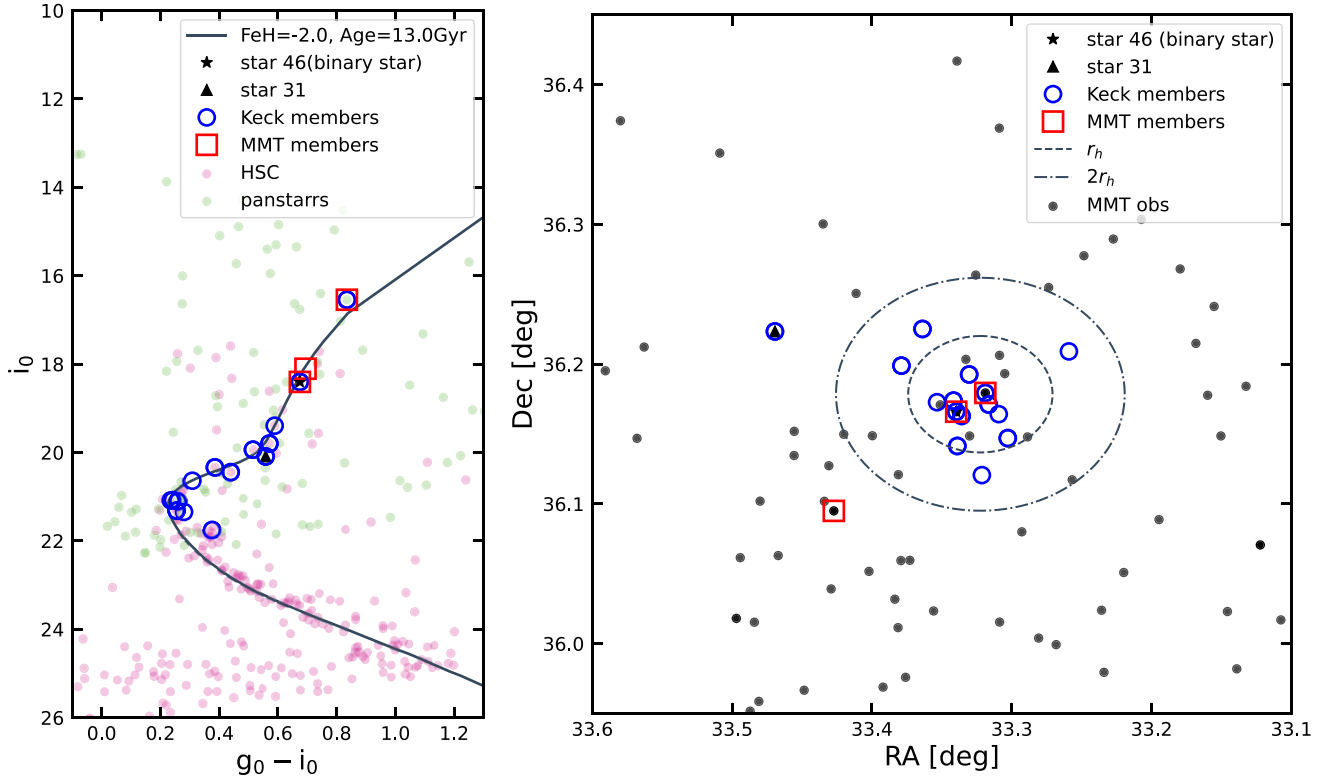 10
12
14
16
18
20
22
24
26
i₀
0.0 0.2 0.4 0.6 0.8 1.0 1.2
g₀ − i₀
FeH=-2.0, Age=13.0Gyr
star 46(binary star)
star 31
Keck members
MMT members
HSC
panstarrs
36.4
36.3
36.2
36.1
36.0
Dec [deg]
33.6 33.5 33.4 33.3 33.2 33.1
RA [deg]
star 46 (binary star)
star 31
Keck members
MMT members
rₕ
2rₕ
MMT obs